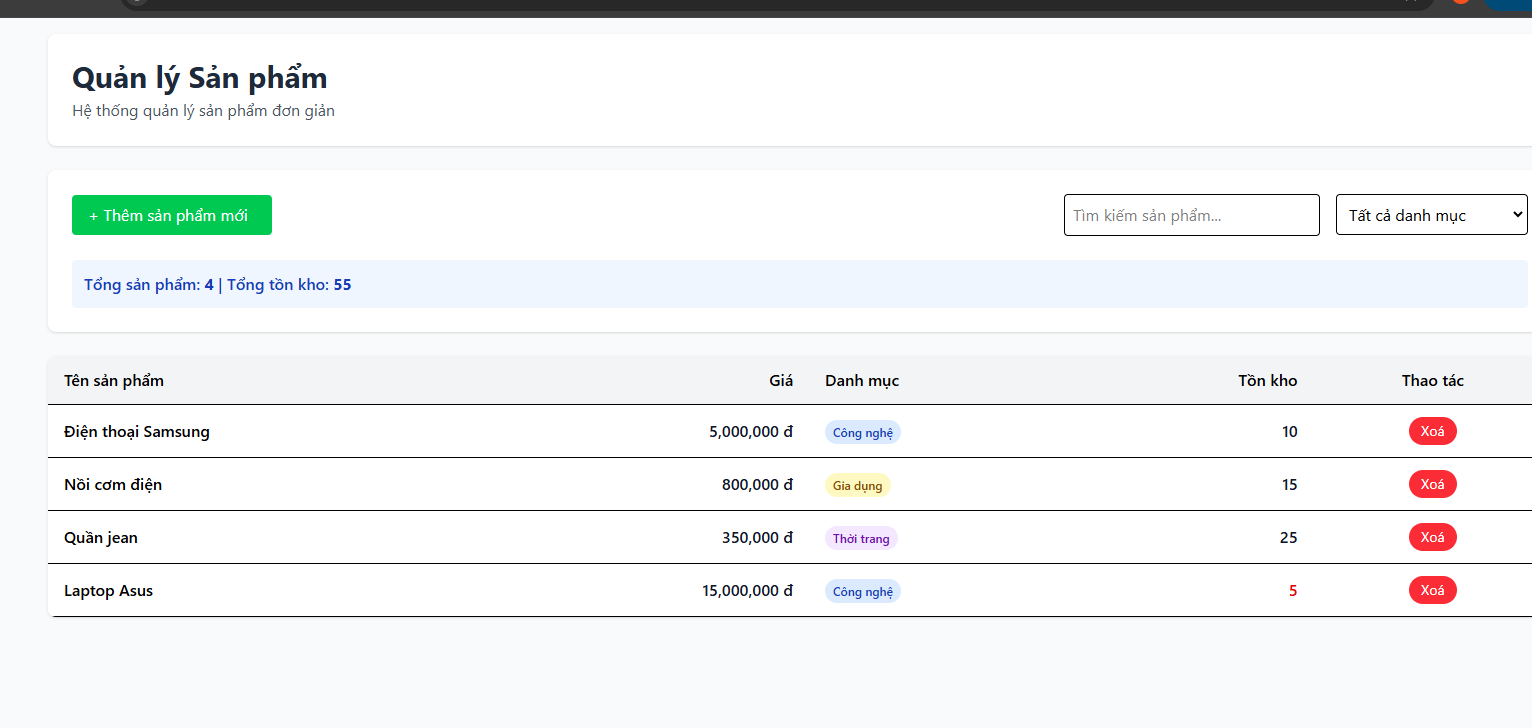 Quản lý Sản phẩm
Hệ thống quản lý sản phẩm đơn giản
+ Thêm sản phẩm mới
Tìm kiếm sản phẩm...
Tất cả danh mục
Tổng sản phẩm: 4 | Tổng tồn kho: 55
Tên sản phẩm Giá Danh mục Tồn kho Thao tác
Điện thoại Samsung 5,000,000 đ Công nghệ 10 Xoá
Nồi cơm điện 800,000 đ Gia dụng 15 Xoá
Quần jean 350,000 đ Thời trang 25 Xoá
Laptop Asus 15,000,000 đ Công nghệ 5 Xoá